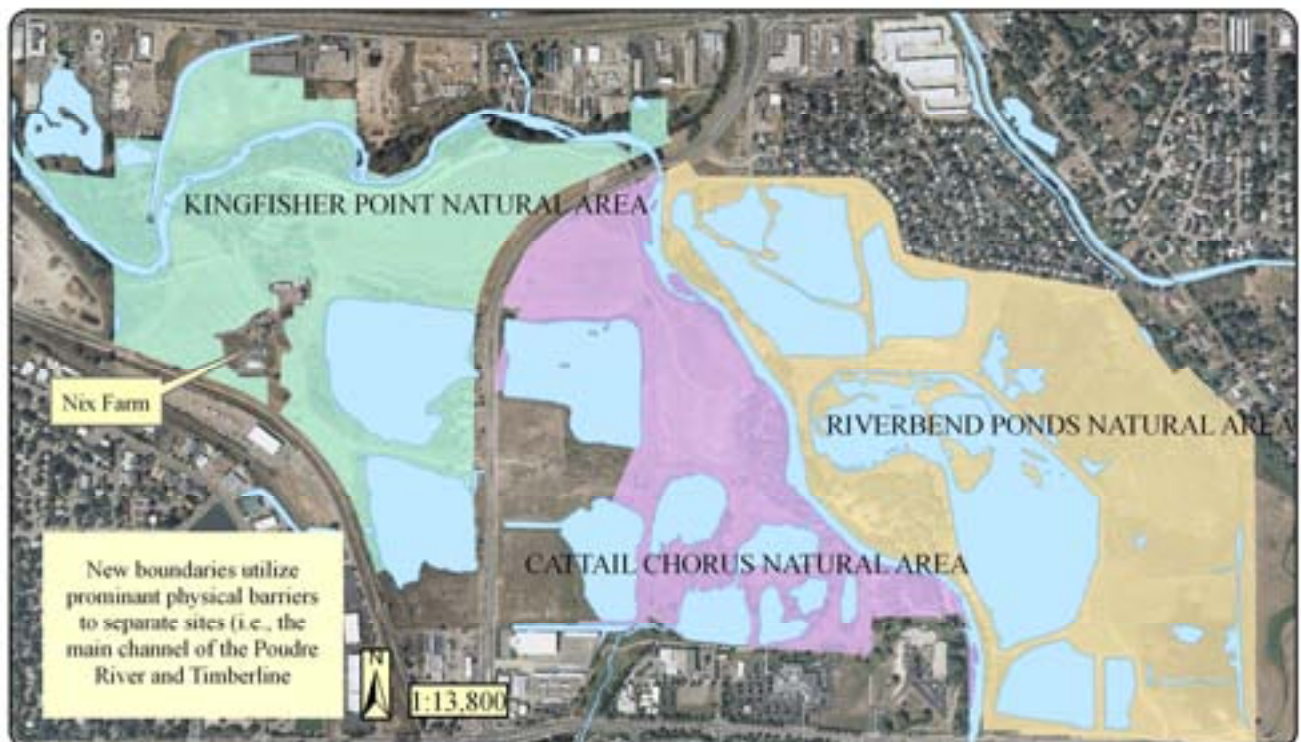 KINGFISHER POINT NATURAL AREA
Nix Farm
RIVERBEND PONDS NATURAL AREA
CATTAIL CHORUS NATURAL AREA
New boundaries utilize
prominant physical barriers
to separate sites (i.e., the
main channel of the Poudre
River and Timberline
N
1:13,800